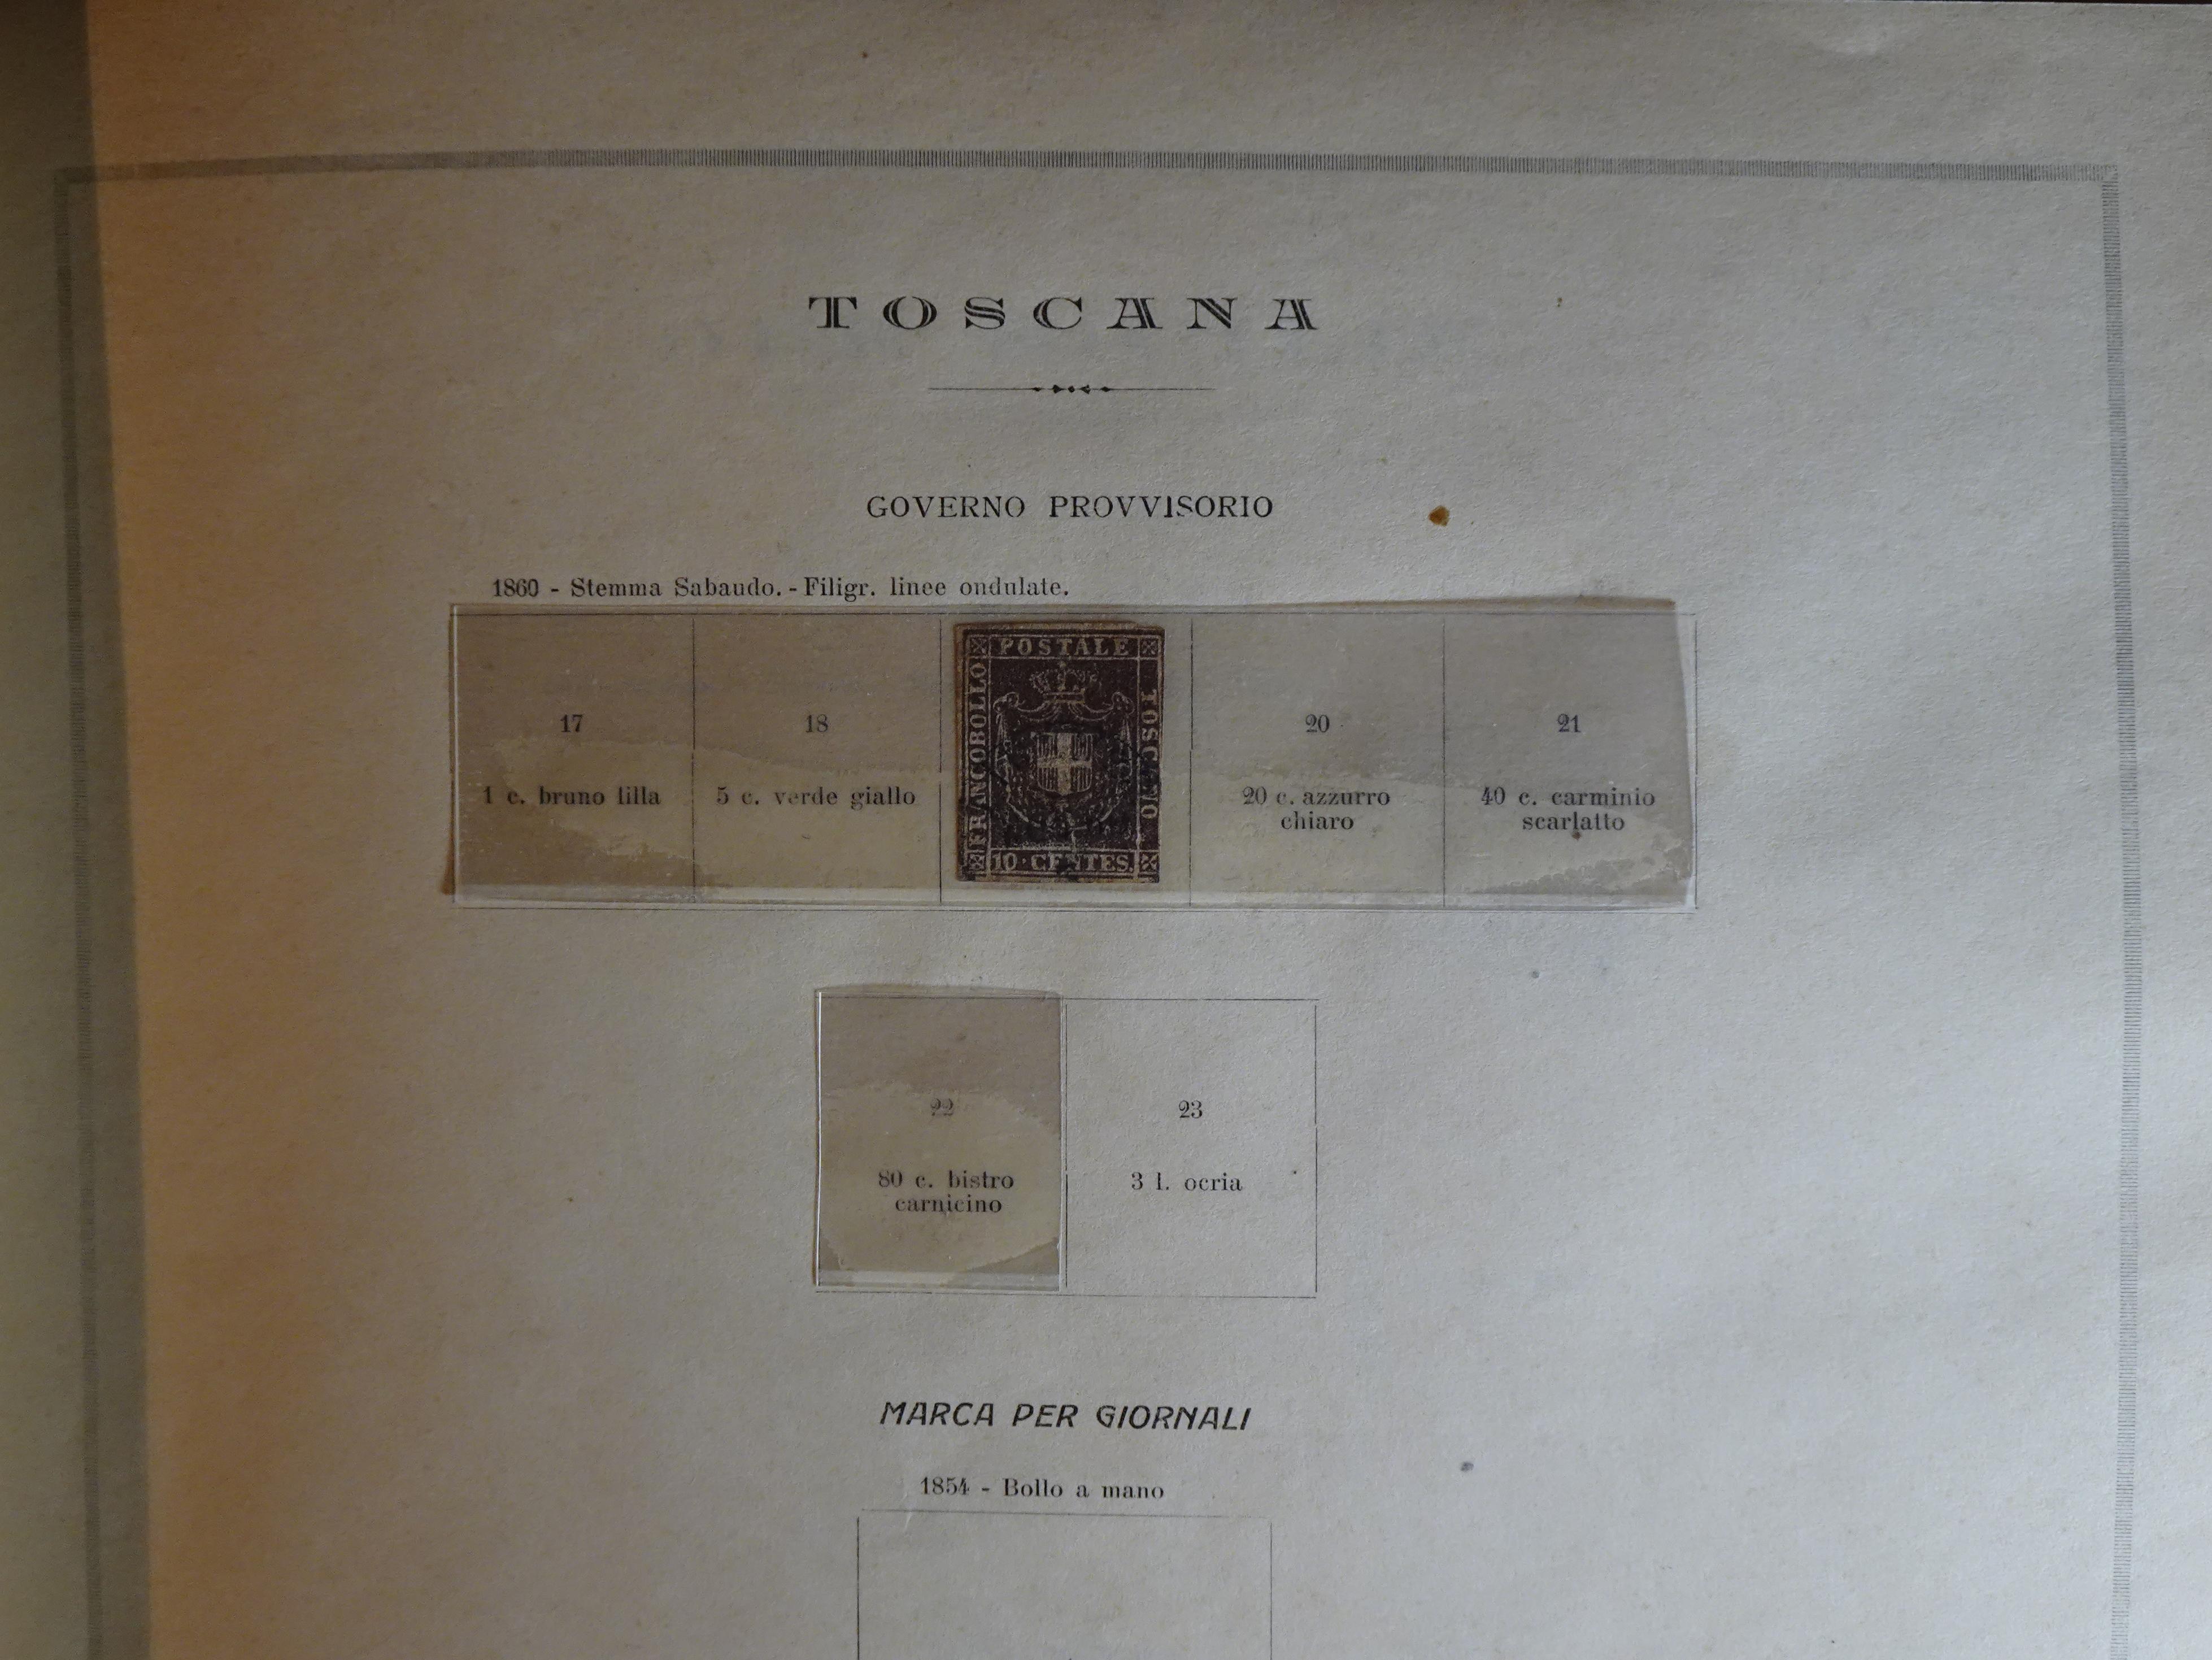 TOSCANA
GOVERNO PROVVISORIO
1860 - Stemma Sabaudo. - Filigr. linee ondulate.
17
1 c. bruno lilla
18
5 c. verde giallo
POSTALE
FRANCOBOLLO
TOSCANO
10·CENTES.
20
20 c. azzurro
chiaro
21
40 c. carminio
scarlatto
22
80 c. bistro
carnicino
23
3 l. ocria
MARCA PER GIORNALI
1854 - Bollo a mano